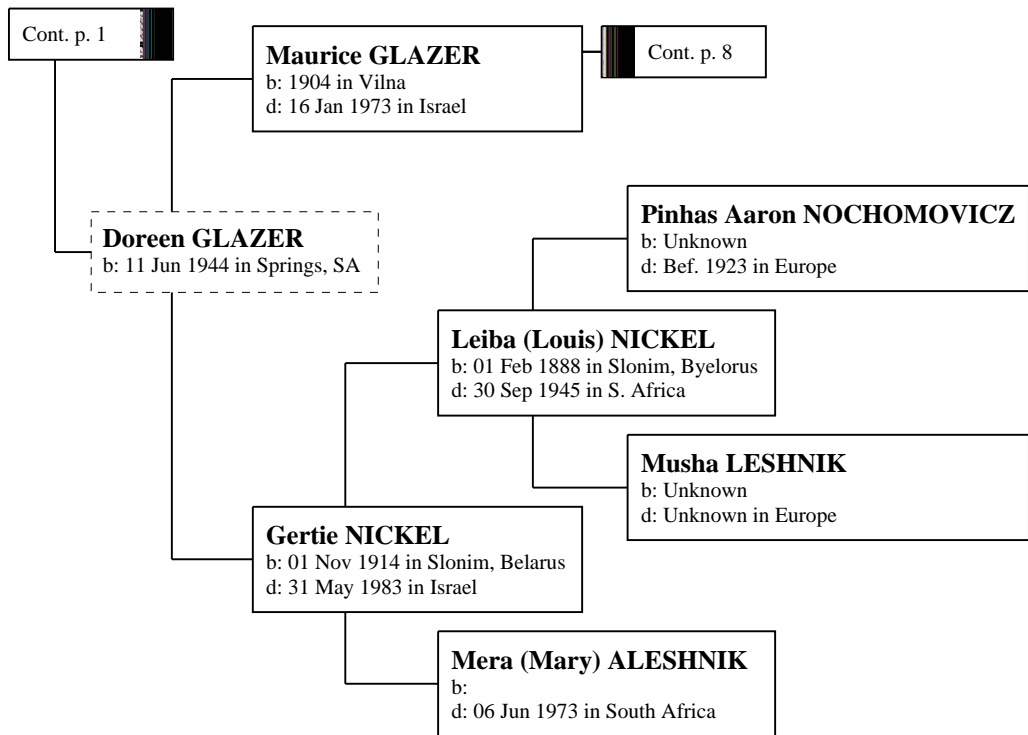 Cont. p. 1
Maurice GLAZER
b: 1904 in Vilna
d: 16 Jan 1973 in Israel
Cont. p. 8
Pinhas Aaron NOCHOMOVICZ
b: Unknown
d: Bef. 1923 in Europe
Doreen GLAZER
b: 11 Jun 1944 in Springs, SA
Leiba (Louis) NICKEL
b: 01 Feb 1888 in Slonim, Byelorus
d: 30 Sep 1945 in S. Africa
Musha LESHNIK
b: Unknown
d: Unknown in Europe
Gertie NICKEL
b: 01 Nov 1914 in Slonim, Belarus
d: 31 May 1983 in Israel
Mera (Mary) ALESHNIK
b:
d: 06 Jun 1973 in South Africa